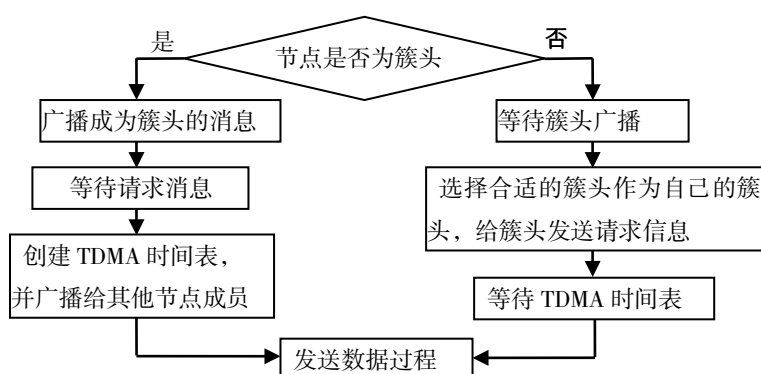 节点是否为簇头
是
否
广播成为簇头的消息
等待簇头广播
等待请求消息
选择合适的簇头作为自己的簇
头，给簇头发送请求信息
创建 TDMA 时间表，
并广播给其他节点成员
等待 TDMA 时间表
发送数据过程